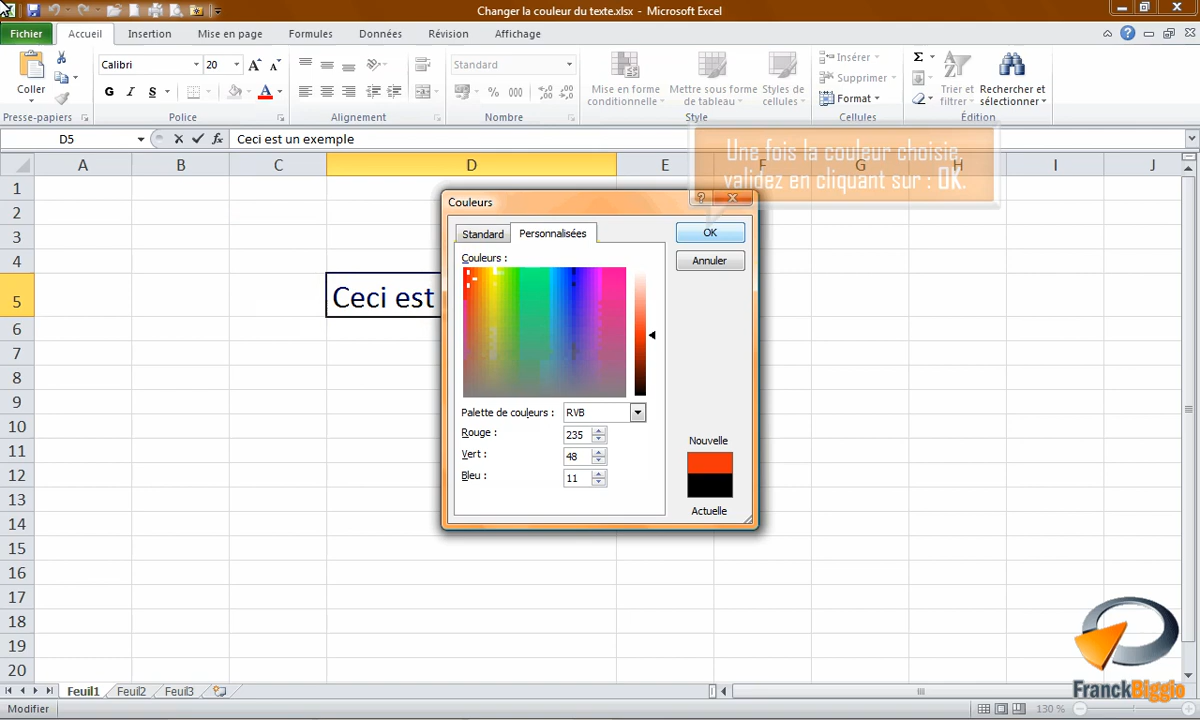 Changer la couleur du texte.xlsx - Microsoft Excel
Fichier Accueil Insertion Mise en page Formules Données Révision Affichage
Coller
Presse-papiers
Calibri 20
G I S
Police
Alignement
Standard
% 000
Nombre
Mise en forme conditionnelle
Mettre sous forme de tableau
Styles de cellules
Style
Insérer
Supprimer
Format
Cellules
Σ
Trier et filtrer
Rechercher et sélectionner
Édition
D5 fx Ceci est un exemple
Une fois la couleur choisie,
validez en cliquant sur : OK.
A B C D E F G H I J
1
2
3
4
5 Ceci est
6
7
8
9
10
11
12
13
14
15
16
17
18
19
20
Couleurs
Standard Personnalisées
OK
Annuler
Couleurs :
Palette de couleurs : RVB
Rouge : 235
Vert : 48
Bleu : 11
Nouvelle
Actuelle
FranckBiggio
Feuil1 Feuil2 Feuil3
Modifier 130 %